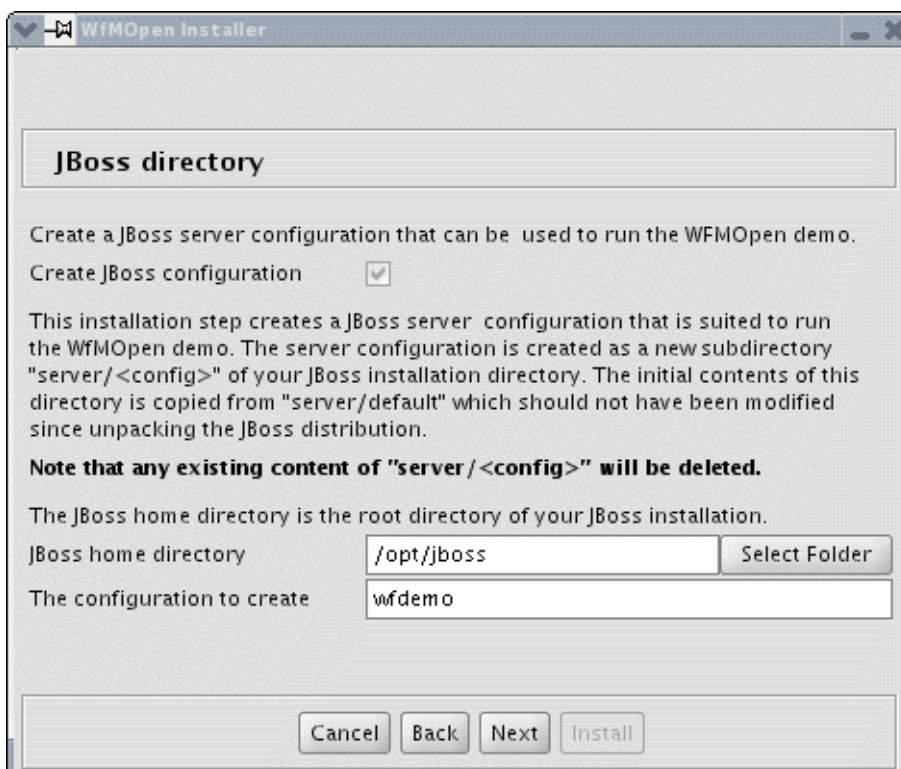 WfMOpen Installer
JBoss directory
Create a JBoss server configuration that can be  used to run the WFMOpen demo.
Create JBoss configuration
This installation step creates a JBoss server  configuration that is suited to run
the WfMOpen demo. The server configuration is created as a new subdirectory
"server/<config>" of your JBoss installation directory. The initial contents of this
directory is copied from "server/default" which should not have been modified
since unpacking the JBoss distribution.
Note that any existing content of "server/<config>" will be deleted.
The JBoss home directory is the root directory of your JBoss installation.
JBoss home directory /opt/jboss Select Folder
The configuration to create wfdemo
Cancel Back Next Install